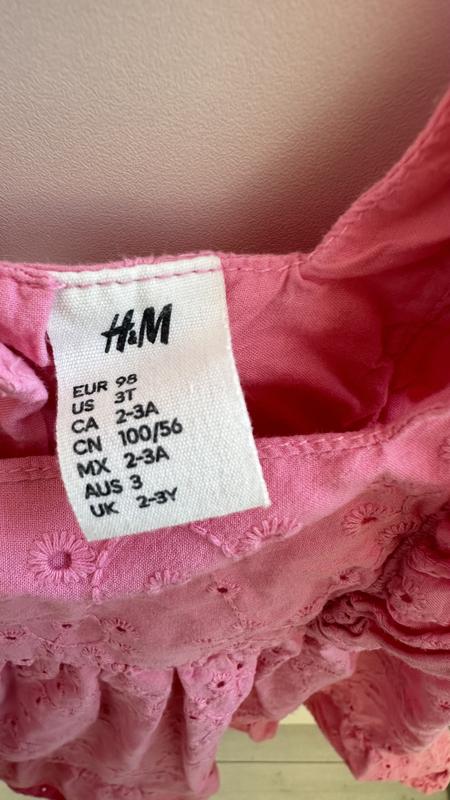 H&M
EUR 98
US 3T
CA 2-3A
CN 100/56
MX 2-3A
AUS 3
UK 2-3Y